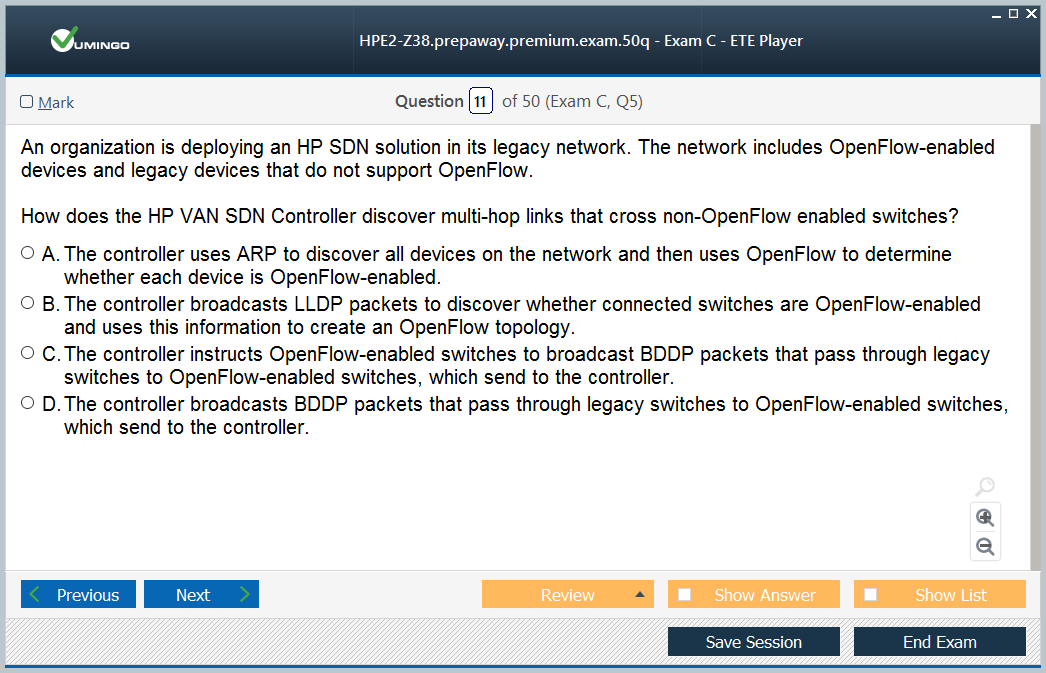 VUMINGO
HPE2-Z38.prepaway.premium.exam.50q - Exam C - ETE Player
Mark
Question 11 of 50 (Exam C, Q5)
An organization is deploying an HP SDN solution in its legacy network. The network includes OpenFlow-enabled
devices and legacy devices that do not support OpenFlow.
How does the HP VAN SDN Controller discover multi-hop links that cross non-OpenFlow enabled switches?
A. The controller uses ARP to discover all devices on the network and then uses OpenFlow to determine
whether each device is OpenFlow-enabled.
B. The controller broadcasts LLDP packets to discover whether connected switches are OpenFlow-enabled
and uses this information to create an OpenFlow topology.
C. The controller instructs OpenFlow-enabled switches to broadcast BDDP packets that pass through legacy
switches to OpenFlow-enabled switches, which send to the controller.
D. The controller broadcasts BDDP packets that pass through legacy switches to OpenFlow-enabled switches,
which send to the controller.
Previous
Next
Review
Show Answer
Show List
Save Session
End Exam